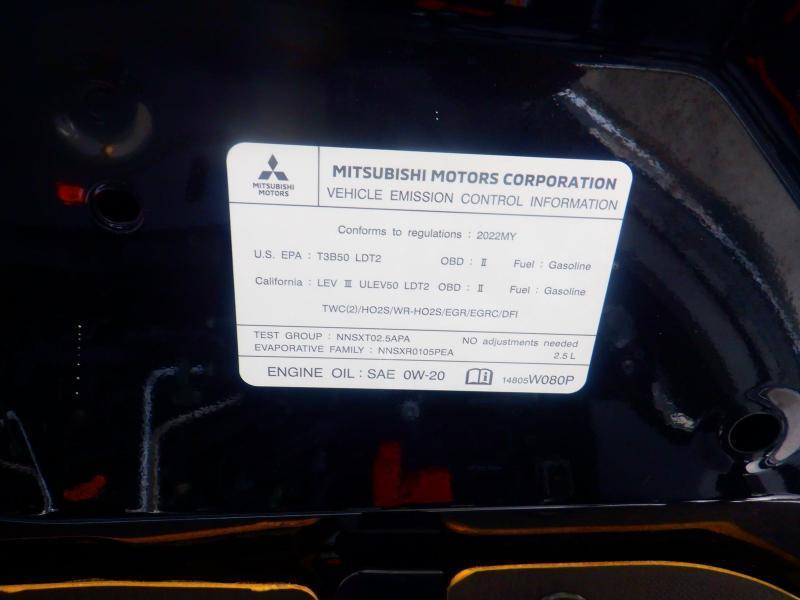 MITSUBISHI
MOTORS
MITSUBISHI MOTORS CORPORATION
VEHICLE EMISSION CONTROL INFORMATION
Conforms to regulations : 2022MY
U.S. EPA : T3B50 LDT2 OBD : II Fuel : Gasoline
California : LEV III ULEV50 LDT2 OBD : II Fuel : Gasoline
TWC(2)/HO2S/WR-HO2S/EGR/EGRC/DFI
TEST GROUP : NNSXT02.5APA NO adjustments needed
EVAPORATIVE FAMILY : NNSXR0105PEA 2.5 L
ENGINE OIL : SAE 0W-20 14805W080P